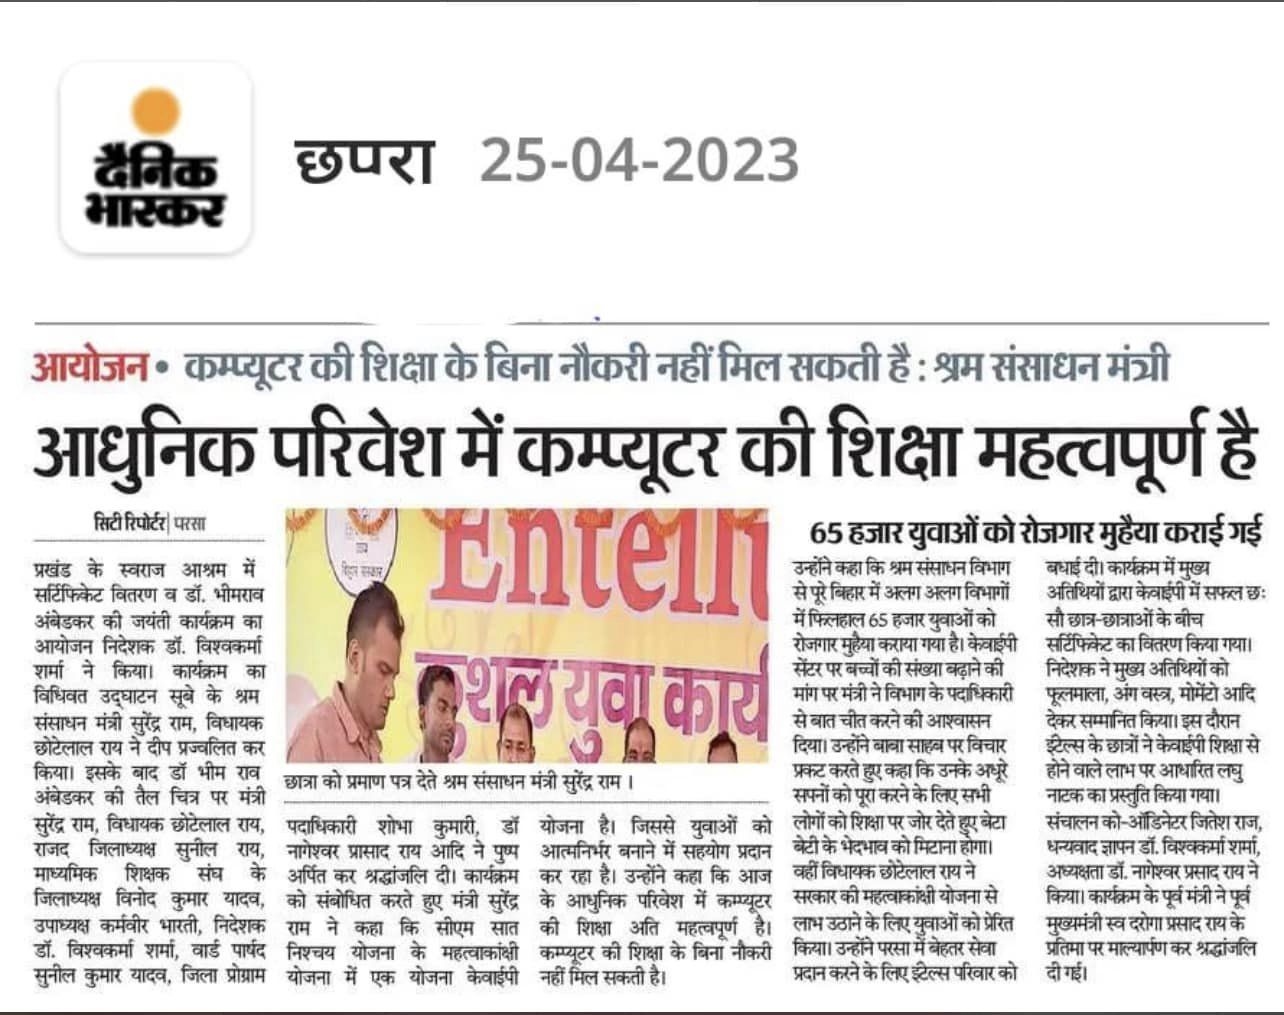 दैनिक
भास्कर
छपरा 25-04-2023
आयोजन • कम्प्यूटर की शिक्षा के बिना नौकरी नहीं मिल सकती है : श्रम संसाधन मंत्री
आधुनिक परिवेश में कम्प्यूटर की शिक्षा महत्वपूर्ण है
सिटी रिपोर्टर | परसा
प्रखंड के स्वराज आश्रम में
सर्टिफिकेट वितरण व डॉ. भीमराव
अंबेडकर की जयंती कार्यक्रम का
आयोजन निदेशक डॉ. विश्वकर्मा
शर्मा ने किया। कार्यक्रम का
विधिवत उद्घाटन सूबे के श्रम
संसाधन मंत्री सुरेंद्र राम, विधायक
छोटेलाल राय ने दीप प्रज्वलित कर
किया। इसके बाद डॉ भीम राव
अंबेडकर की तैल चित्र पर मंत्री
सुरेंद्र राम, विधायक छोटेलाल राय,
राजद जिलाध्यक्ष सुनील राय,
माध्यमिक शिक्षक संघ के
जिलाध्यक्ष विनोद कुमार यादव,
उपाध्यक्ष कर्मवीर भारती, निदेशक
डॉ. विश्वकर्मा शर्मा, वार्ड पार्षद
सुनील कुमार यादव, जिला प्रोग्राम
बिहार सरकार
Entelli
कुशल युवा कार्य
छात्रा को प्रमाण पत्र देते श्रम संसाधन मंत्री सुरेंद्र राम ।
पदाधिकारी शोभा कुमारी, डॉ
नागेश्वर प्रासाद राय आदि ने पुष्प
अर्पित कर श्रद्धांजलि दी। कार्यक्रम
को संबोधित करते हुए मंत्री सुरेंद्र
राम ने कहा कि सीएम सात
निश्चय योजना के महत्वाकांक्षी
योजना में एक योजना केवाईपी
योजना है। जिससे युवाओं को
आत्मनिर्भर बनाने में सहयोग प्रदान
कर रहा है। उन्होंने कहा कि आज
के आधुनिक परिवेश में कम्प्यूटर
की शिक्षा अति महत्वपूर्ण है।
कम्प्यूटर की शिक्षा के बिना नौकरी
नहीं मिल सकती है।
65 हजार युवाओं को रोजगार मुहैया कराई गई
उन्होंने कहा कि श्रम संसाधन विभाग
से पूरे बिहार में अलग अलग विभागों
में फिलहाल 65 हजार युवाओं को
रोजगार मुहैया कराया गया है। केवाईपी
सेंटर पर बच्चों की संख्या बढ़ाने की
मांग पर मंत्री ने विभाग के पदाधिकारी
से बात चीत करने की आश्वासन
दिया। उन्होंने बाबा साहब पर विचार
प्रकट करते हुए कहा कि उनके अधूरे
सपनों को पूरा करने के लिए सभी
लोगों को शिक्षा पर जोर देते हुए बेटा
बेटी के भेदभाव को मिटाना होगा।
वहीं विधायक छोटेलाल राय ने
सरकार की महत्वाकांक्षी योजना से
लाभ उठाने के लिए युवाओं को प्रेरित
किया। उन्होंने परसा में बेहतर सेवा
प्रदान करने के लिए इंटेल्स परिवार को
बधाई दी। कार्यक्रम में मुख्य
अतिथियों द्वारा केवाईपी में सफल छः
सौ छात्र-छात्राओं के बीच
सर्टिफिकेट का वितरण किया गया।
निदेशक ने मुख्य अतिथियों को
फूलमाला, अंग वस्त्र, मोमेंटो आदि
देकर सम्मानित किया। इस दौरान
इंटेल्स के छात्रों ने केवाईपी शिक्षा से
होने वाले लाभ पर आधारित लघु
नाटक का प्रस्तुति किया गया।
संचालन को-ऑडिनेटर जितेश राज,
धन्यवाद ज्ञापन डॉ. विश्वकर्मा शर्मा,
अध्यक्षता डॉ. नागेश्वर प्रसाद राय ने
किया। कार्यक्रम के पूर्व मंत्री ने पूर्व
मुख्यमंत्री स्व दरोगा प्रसाद राय के
प्रतिमा पर माल्यार्पण कर श्रद्धांजलि
दी गई।